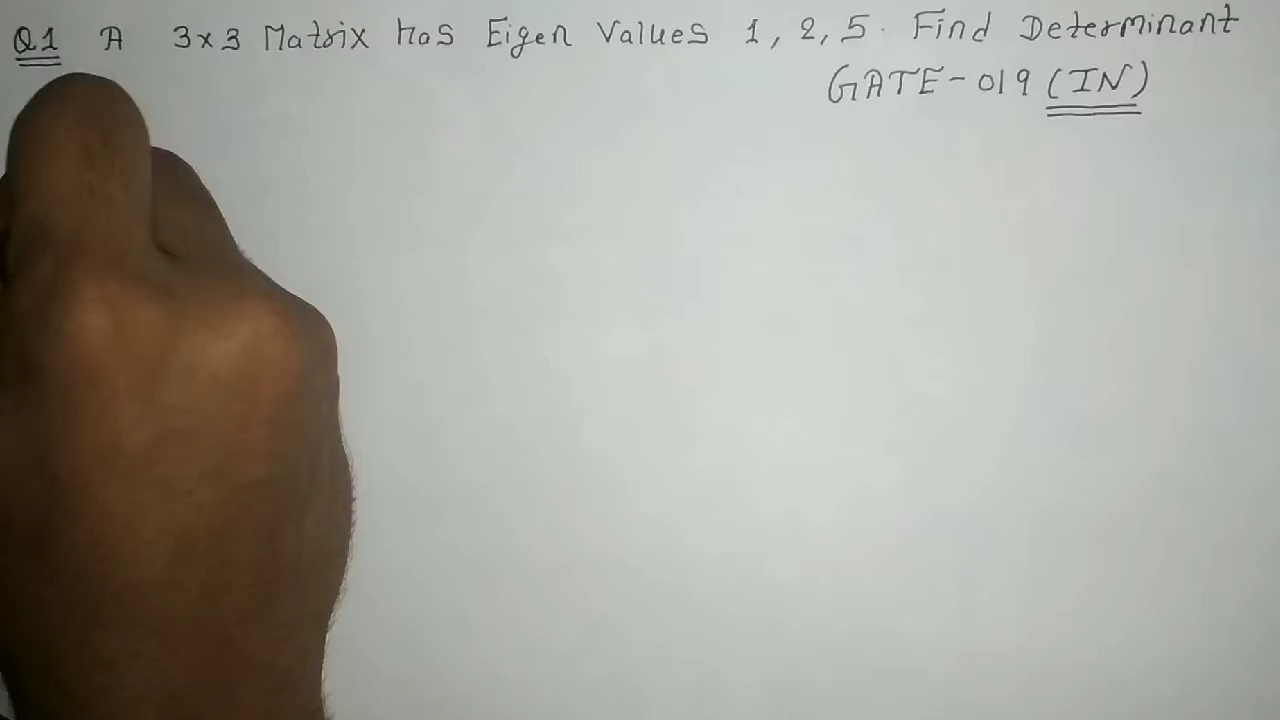 Q1 A 3x3 Matrix has Eigen Values 1, 2, 5. Find Determinant
GATE-019 (IN)